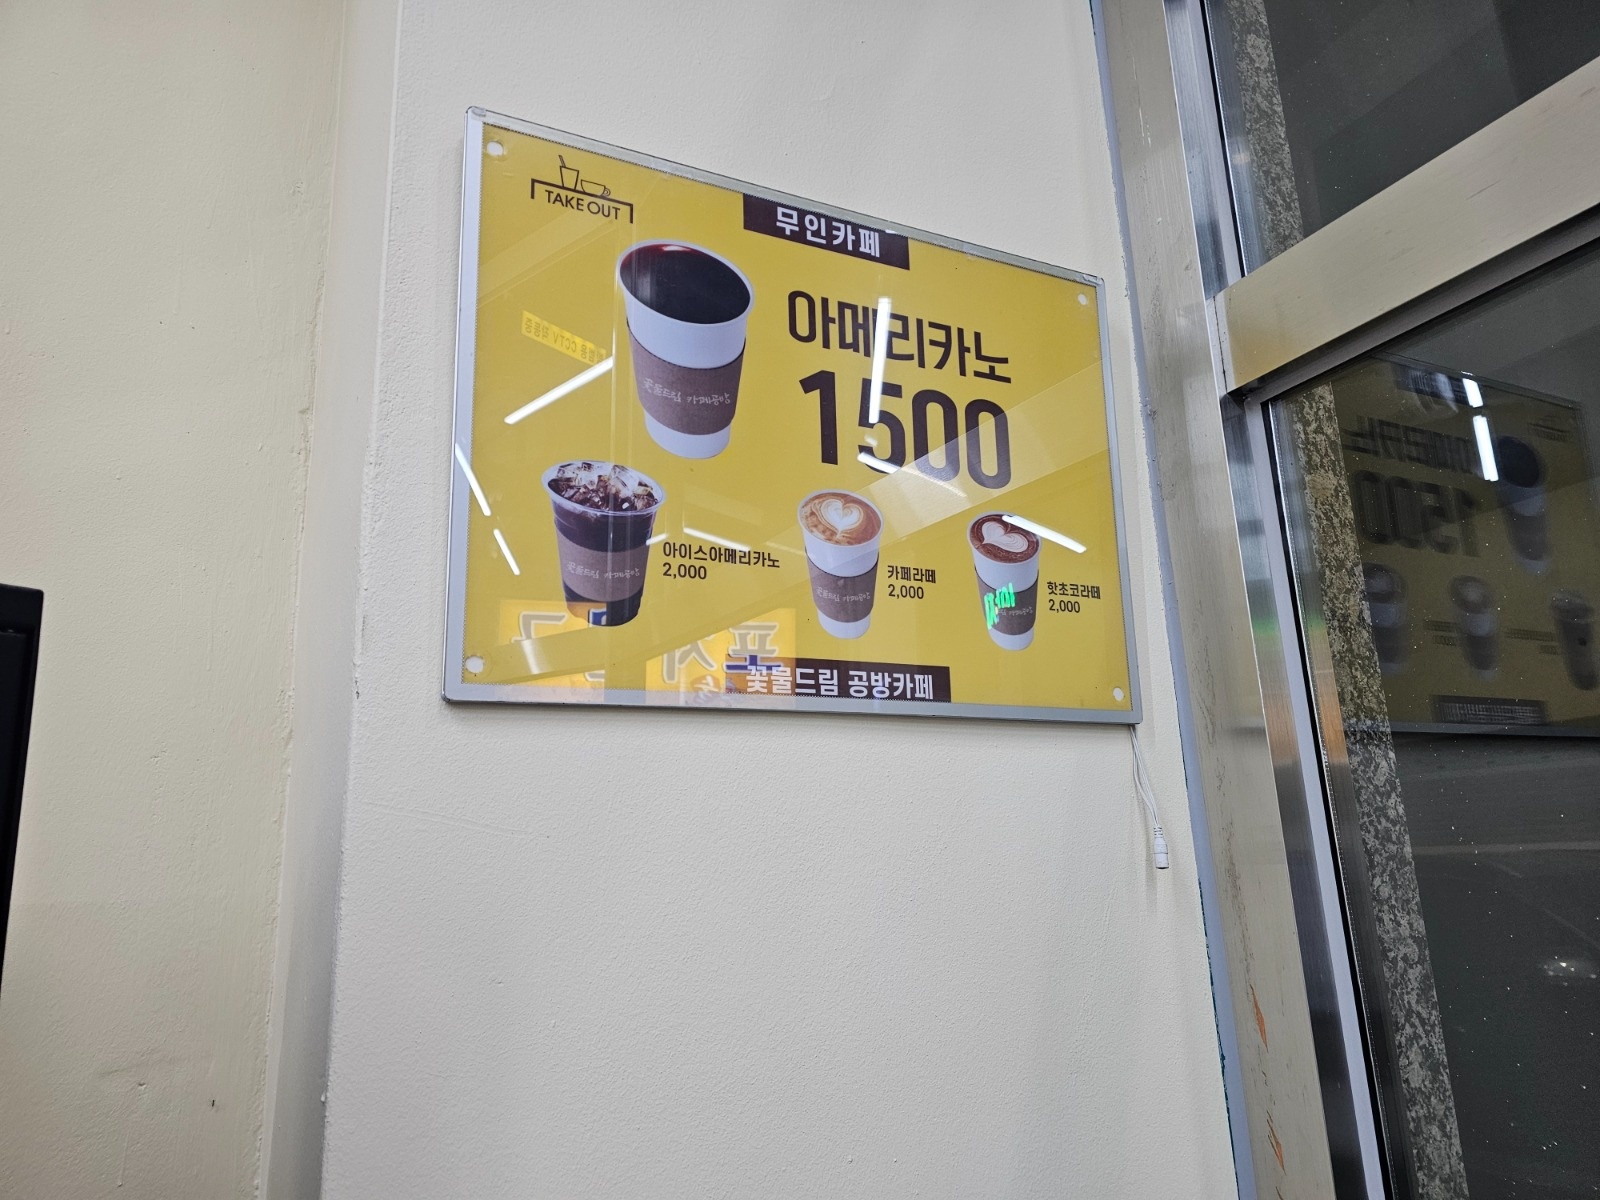 TAKE OUT
무인카페
아메리카노
1500
아이스아메리카노
2,000
카페라떼
2,000
핫초코라떼
2,000
꽃물드림 공방카페